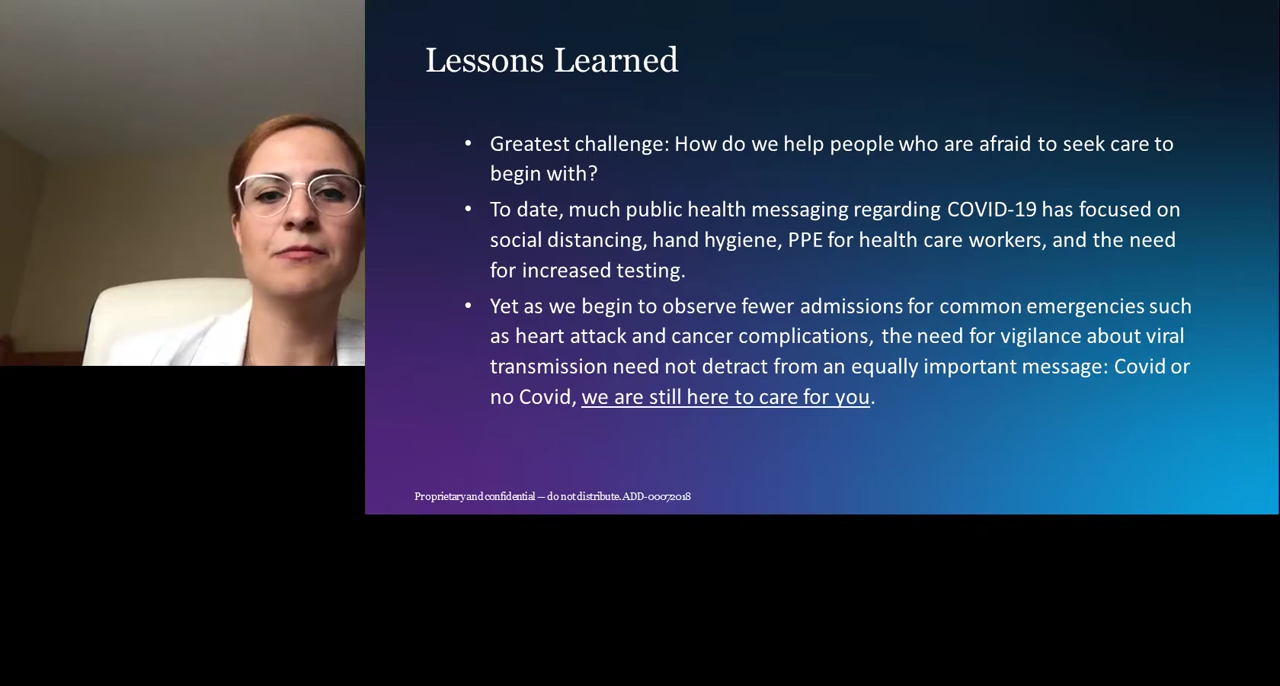 Lessons Learned
• Greatest challenge: How do we help people who are afraid to seek care to
begin with?
• To date, much public health messaging regarding COVID-19 has focused on
social distancing, hand hygiene, PPE for health care workers, and the need
for increased testing.
• Yet as we begin to observe fewer admissions for common emergencies such
as heart attack and cancer complications, the need for vigilance about viral
transmission need not detract from an equally important message: Covid or
no Covid, we are still here to care for you.
Proprietary and confidential — do not distribute. ADD-00072018